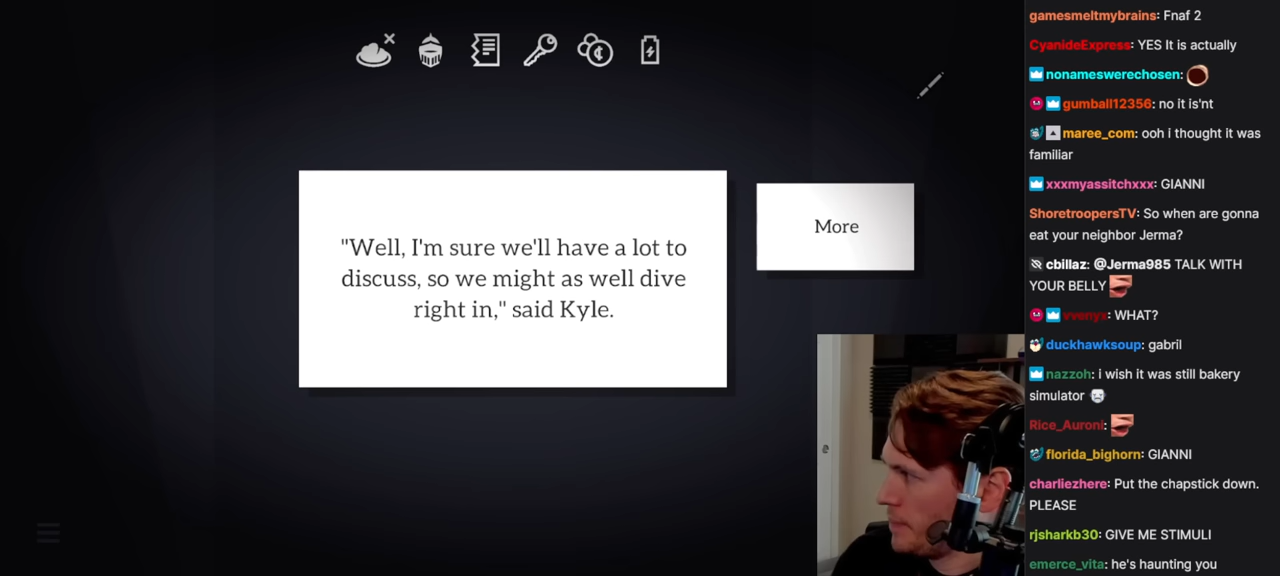 "Well, I'm sure we'll have a lot to
discuss, so we might as well dive
right in," said Kyle.
More
gamesmeltmybrains: Fnaf 2
CyanideExpress: YES It is actually
nonameswerechosen:
gumball12356: no it is'nt
maree_com: ooh i thought it was
familiar
xxxmyassitchxxx: GIANNI
ShoretroopersTV: So when are gonna
eat your neighbor Jerma?
cbillaz: @Jerma985 TALK WITH
YOUR BELLY
vvenyx: WHAT?
duckhawksoup: gabril
nazzoh: i wish it was still bakery
simulator
Rice_Auroni:
florida_bighorn: GIANNI
charliezhere: Put the chapstick down.
PLEASE
rjsharkb30: GIVE ME STIMULI
emerce_vita: he's haunting you